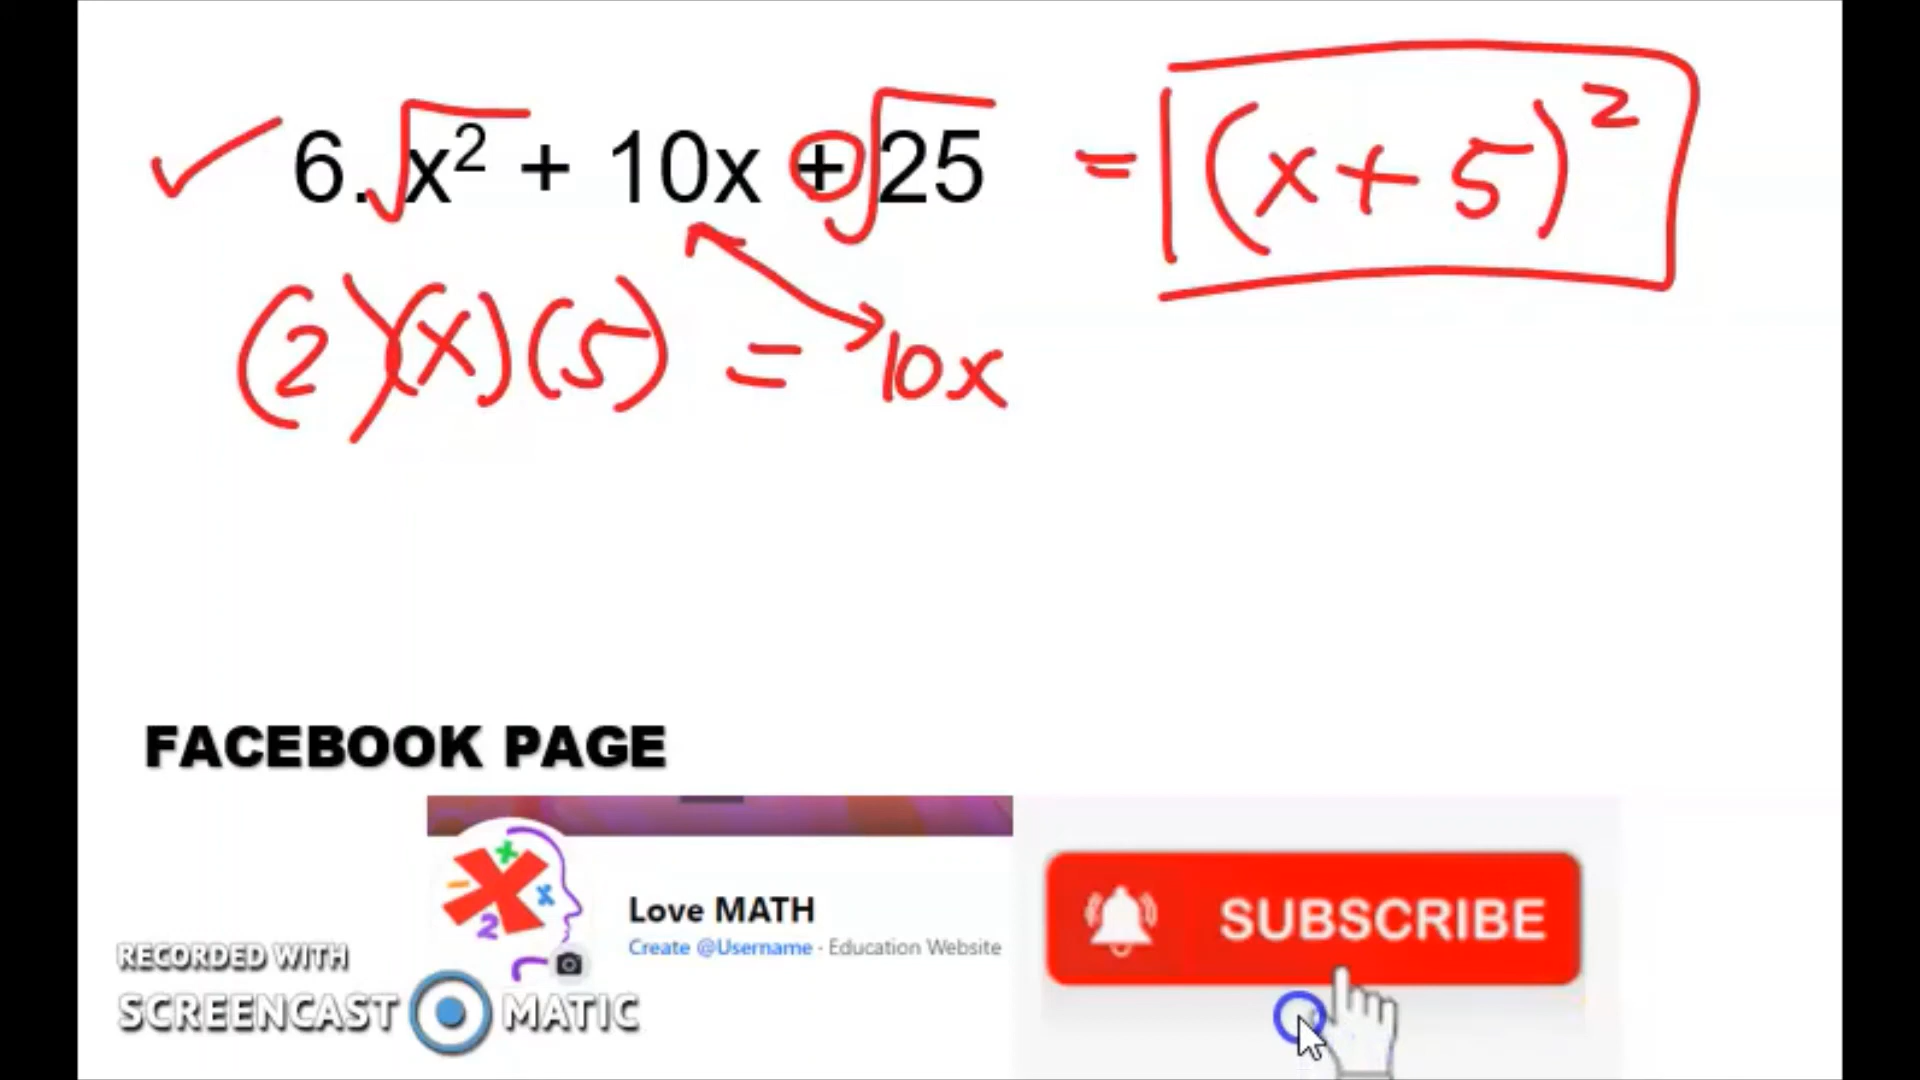 6. √x² + 10x + √25 = (x + 5)²
(2)(x)(5) = 10x
FACEBOOK PAGE
Love MATH
Create @Username · Education Website
SUBSCRIBE
RECORDED WITH
SCREENCAST MATIC